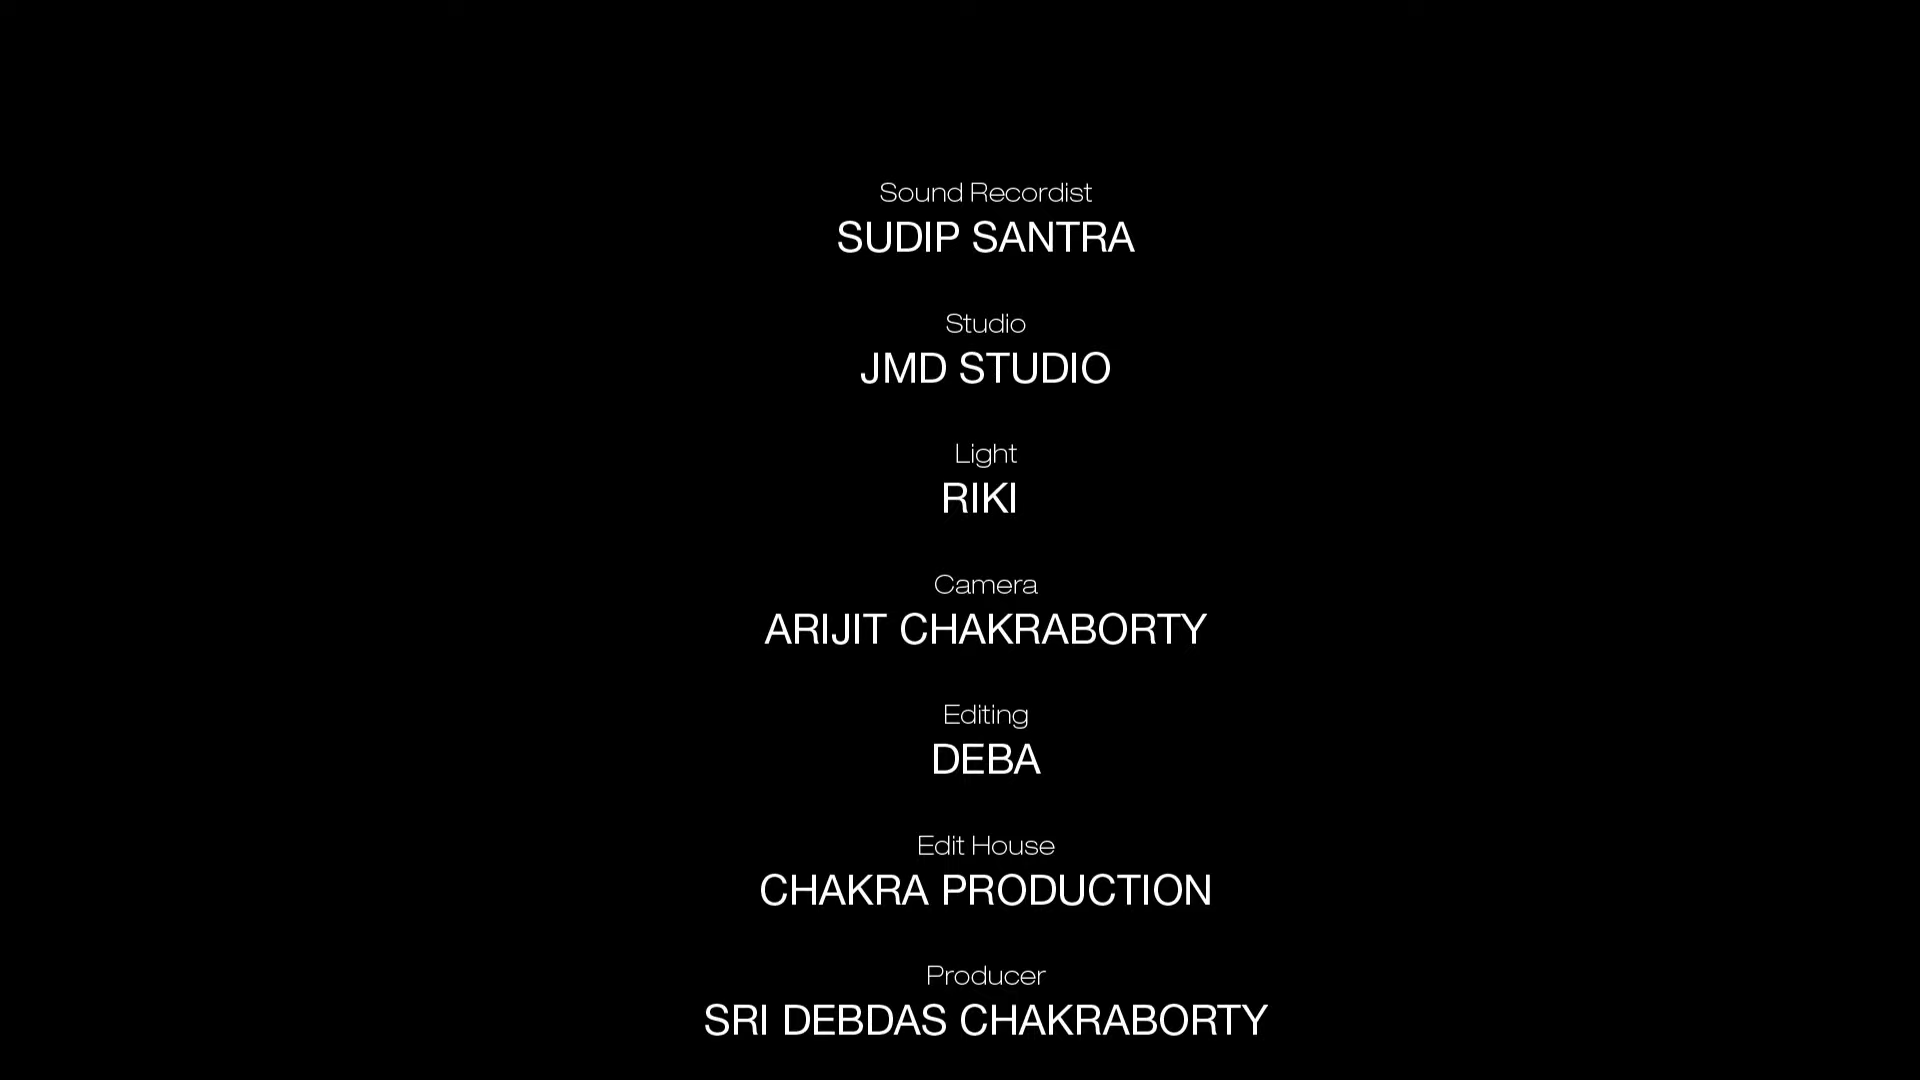 Sound Recordist
SUDIP SANTRA
Studio
JMD STUDIO
Light
RIKI
Camera
ARIJIT CHAKRABORTY
Editing
DEBA
Edit House
CHAKRA PRODUCTION
Producer
SRI DEBDAS CHAKRABORTY